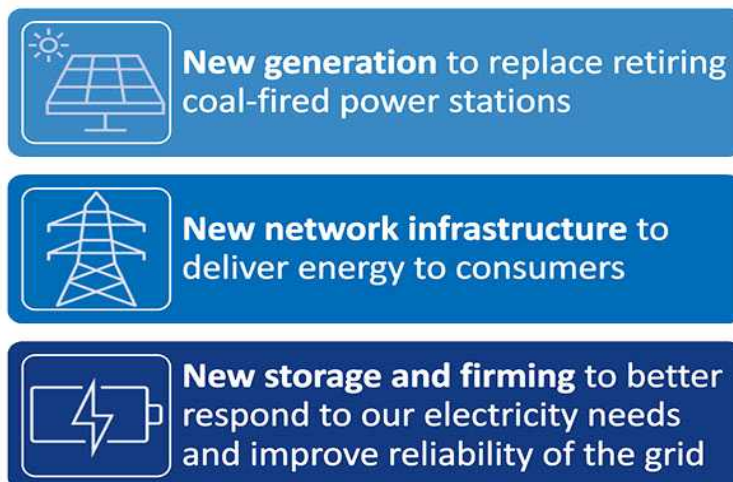 New generation to replace retiring
coal-fired power stations
New network infrastructure to
deliver energy to consumers
New storage and firming to better
respond to our electricity needs
and improve reliability of the grid